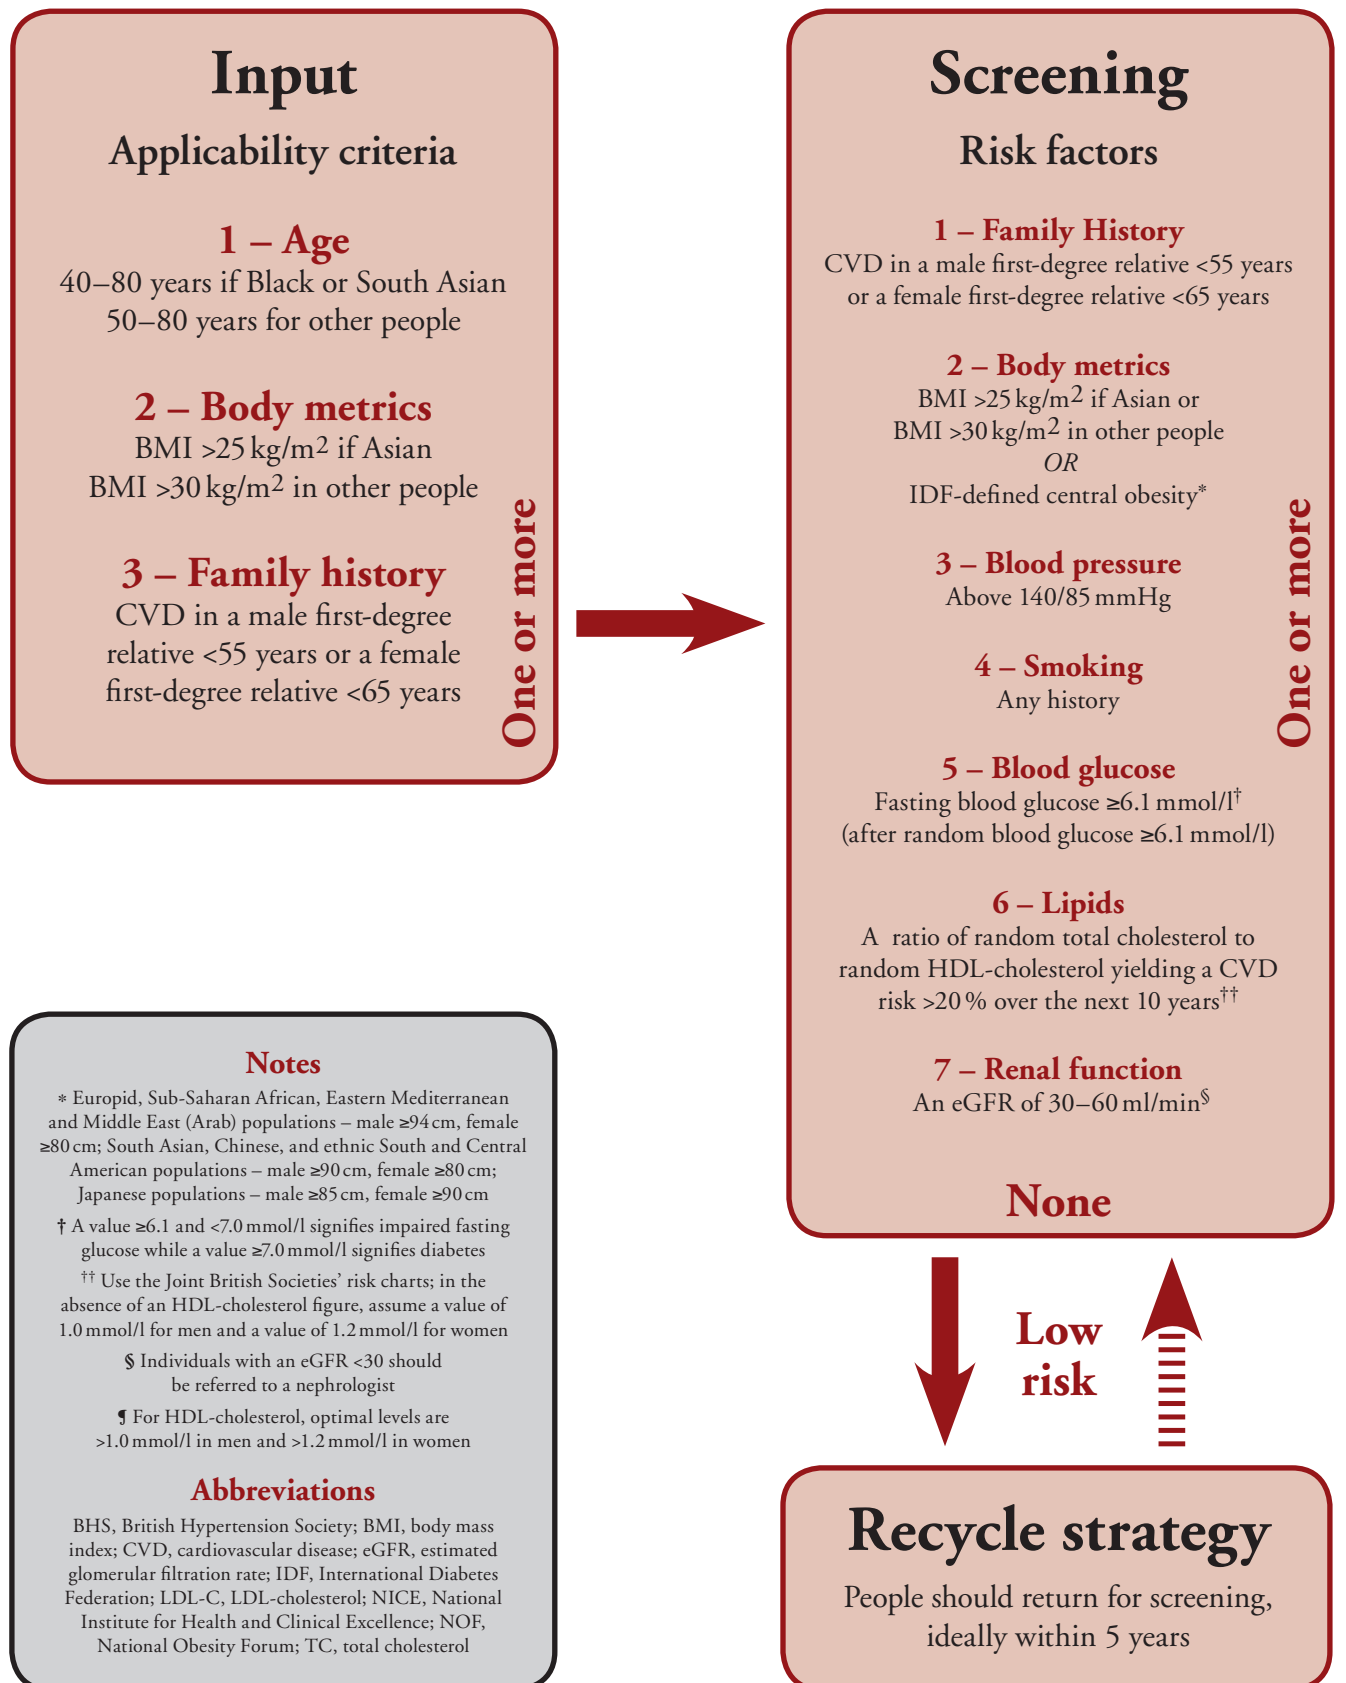 Input
Applicability criteria
1 – Age
40–80 years if Black or South Asian
50–80 years for other people
2 – Body metrics
BMI >25 kg/m2 if Asian
BMI >30 kg/m2 in other people
3 – Family history
CVD in a male first-degree
relative <55 years or a female
first-degree relative <65 years
One or more
Screening
Risk factors
1 – Family History
CVD in a male first-degree relative <55 years
or a female first-degree relative <65 years
2 – Body metrics
BMI >25 kg/m2 if Asian or
BMI >30 kg/m2 in other people
OR
IDF-defined central obesity*
3 – Blood pressure
Above 140/85 mmHg
4 – Smoking
Any history
5 – Blood glucose
Fasting blood glucose ≥6.1 mmol/l†
(after random blood glucose ≥6.1 mmol/l)
6 – Lipids
A ratio of random total cholesterol to
random HDL-cholesterol yielding a CVD
risk >20 % over the next 10 years††
7 – Renal function
An eGFR of 30–60 ml/min§
One or more
None
Low
risk
Recycle strategy
People should return for screening,
ideally within 5 years
Notes
* Europid, Sub-Saharan African, Eastern Mediterranean
and Middle East (Arab) populations – male ≥94 cm, female
≥80 cm; South Asian, Chinese, and ethnic South and Central
American populations – male ≥90 cm, female ≥80 cm;
Japanese populations – male ≥85 cm, female ≥90 cm
† A value ≥6.1 and <7.0 mmol/l signifies impaired fasting
glucose while a value ≥7.0 mmol/l signifies diabetes
†† Use the Joint British Societies' risk charts; in the
absence of an HDL-cholesterol figure, assume a value of
1.0 mmol/l for men and a value of 1.2 mmol/l for women
§ Individuals with an eGFR <30 should
be referred to a nephrologist
¶ For HDL-cholesterol, optimal levels are
>1.0 mmol/l in men and >1.2 mmol/l in women
Abbreviations
BHS, British Hypertension Society; BMI, body mass
index; CVD, cardiovascular disease; eGFR, estimated
glomerular filtration rate; IDF, International Diabetes
Federation; LDL-C, LDL-cholesterol; NICE, National
Institute for Health and Clinical Excellence; NOF,
National Obesity Forum; TC, total cholesterol